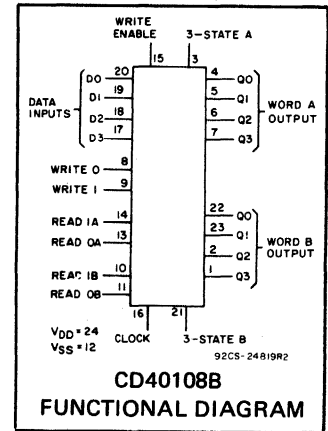 WRITE
ENABLE
3-STATE A
15
3
DATA
INPUTS
D0 20
D1 19
D2 18
D3 17
WRITE 0 8
WRITE 1 9
READ 1A 14
READ 0A 13
READ 1B 10
READ 0B 11
4 Q0
5 Q1
6 Q2
7 Q3
WORD A
OUTPUT
22 Q0
23 Q1
2 Q2
1 Q3
WORD B
OUTPUT
16
21
VDD = 24
VSS = 12
CLOCK
3-STATE B
92CS-24819R2
CD40108B
FUNCTIONAL DIAGRAM